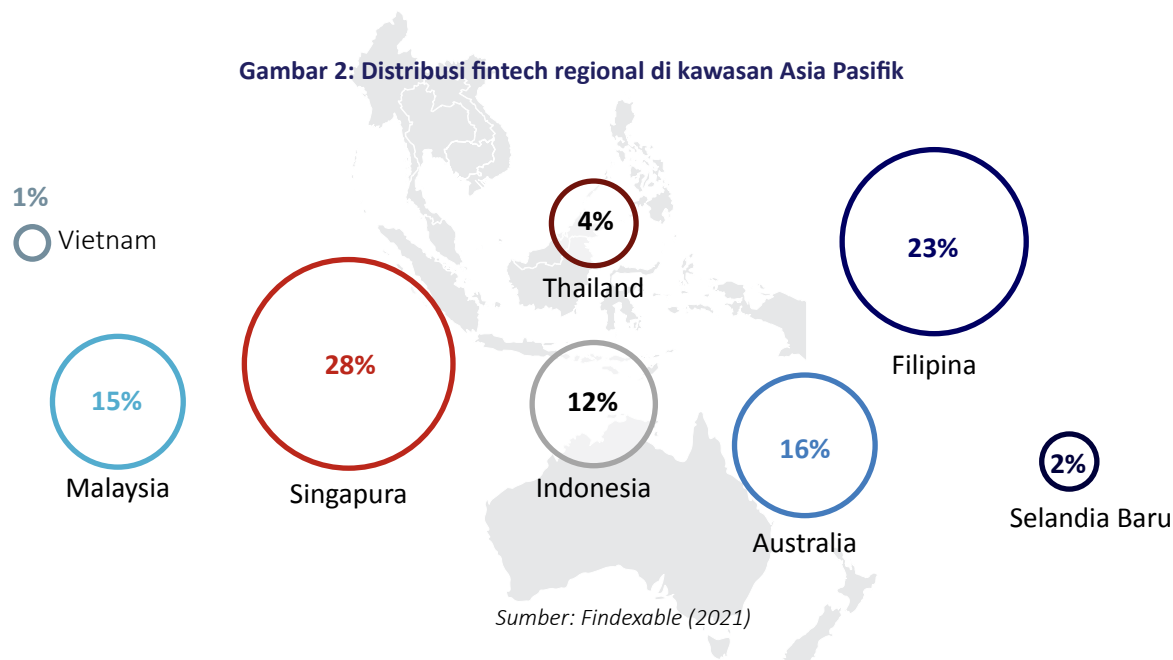 Gambar 2: Distribusi fintech regional di kawasan Asia Pasifik
1%
Vietnam
4%
Thailand
23%
Filipina
15%
Malaysia
28%
Singapura
12%
Indonesia
16%
Australia
2%
Selandia Baru
Sumber: Findexable (2021)